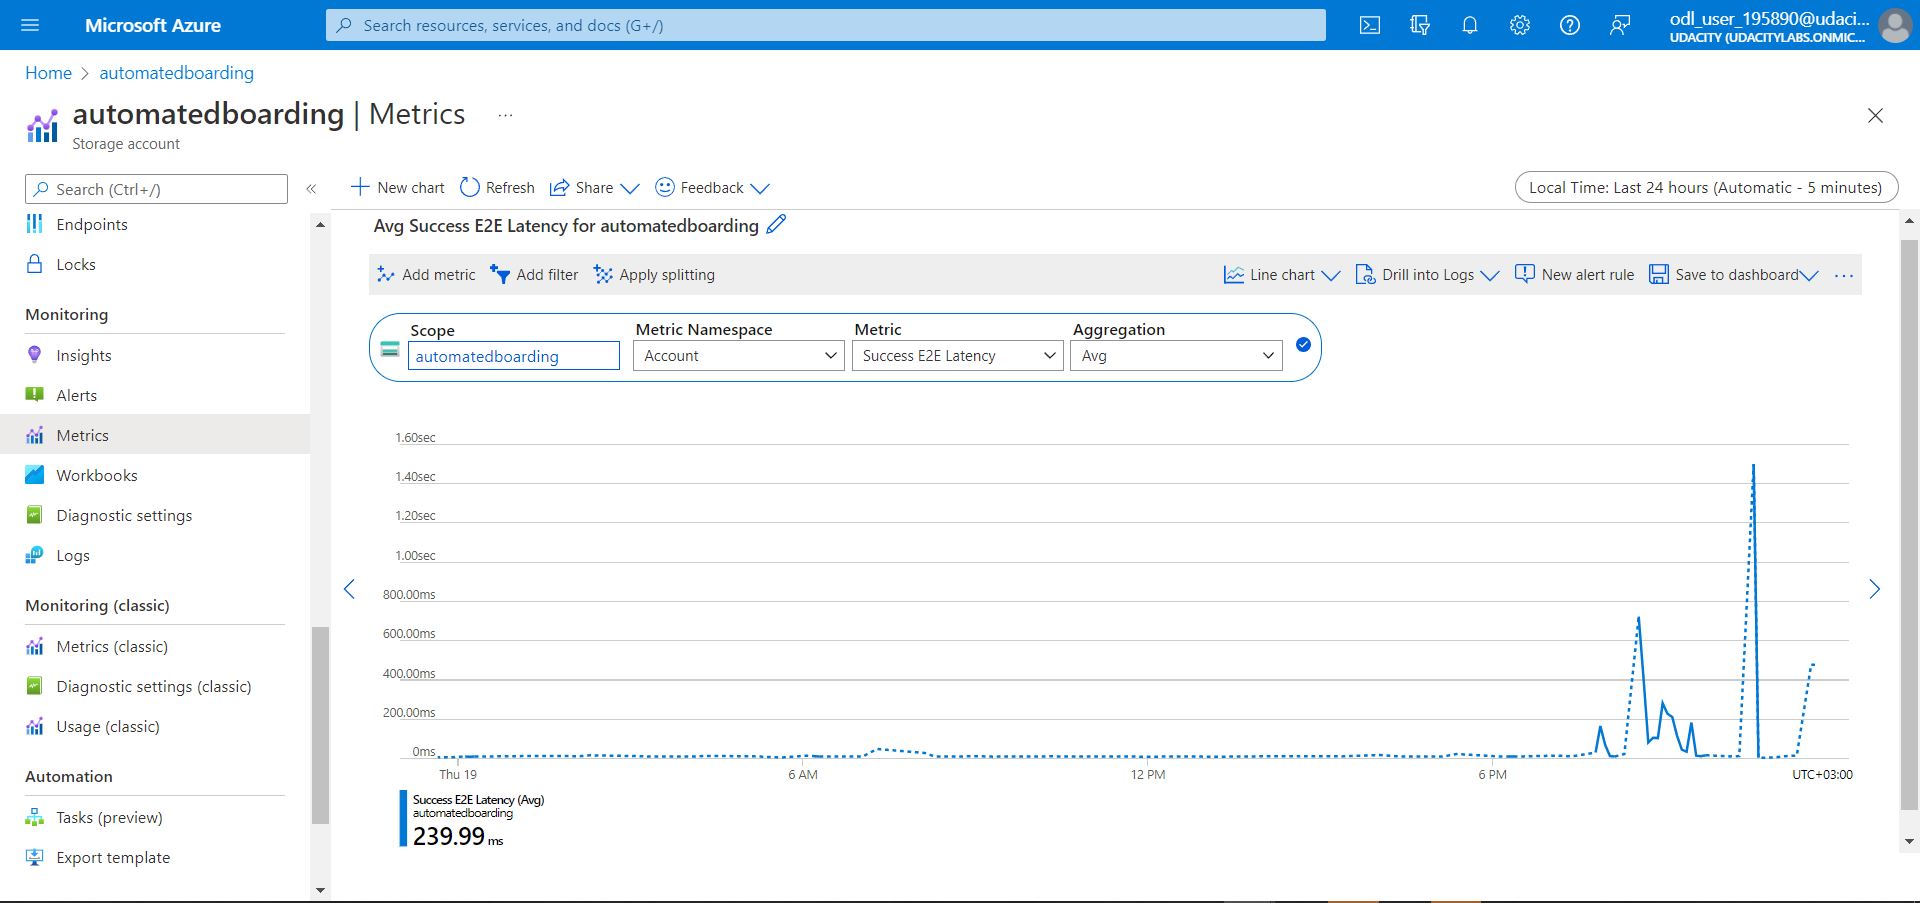 Microsoft Azure
Search resources, services, and docs (G+/)
odl_user_195890@udaci...
UDACITY (UDACITYLABS.ONMIC...
Home > automatedboarding
automatedboarding | Metrics ...
Storage account
Search (Ctrl+/)
«
New chart
Refresh
Share
Feedback
Local Time: Last 24 hours (Automatic - 5 minutes)
Endpoints
Locks
Monitoring
Insights
Alerts
Metrics
Workbooks
Diagnostic settings
Logs
Monitoring (classic)
Metrics (classic)
Diagnostic settings (classic)
Usage (classic)
Automation
Tasks (preview)
Export template
Avg Success E2E Latency for automatedboarding
Add metric
Add filter
Apply splitting
Line chart
Drill into Logs
New alert rule
Save to dashboard
...
Scope
automatedboarding
Metric Namespace
Account
Metric
Success E2E Latency
Aggregation
Avg
1.60sec
1.40sec
1.20sec
1.00sec
800.00ms
600.00ms
400.00ms
200.00ms
0ms
Thu 19
6 AM
12 PM
6 PM
UTC+03:00
Success E2E Latency (Avg)
automatedboarding
239.99 ms